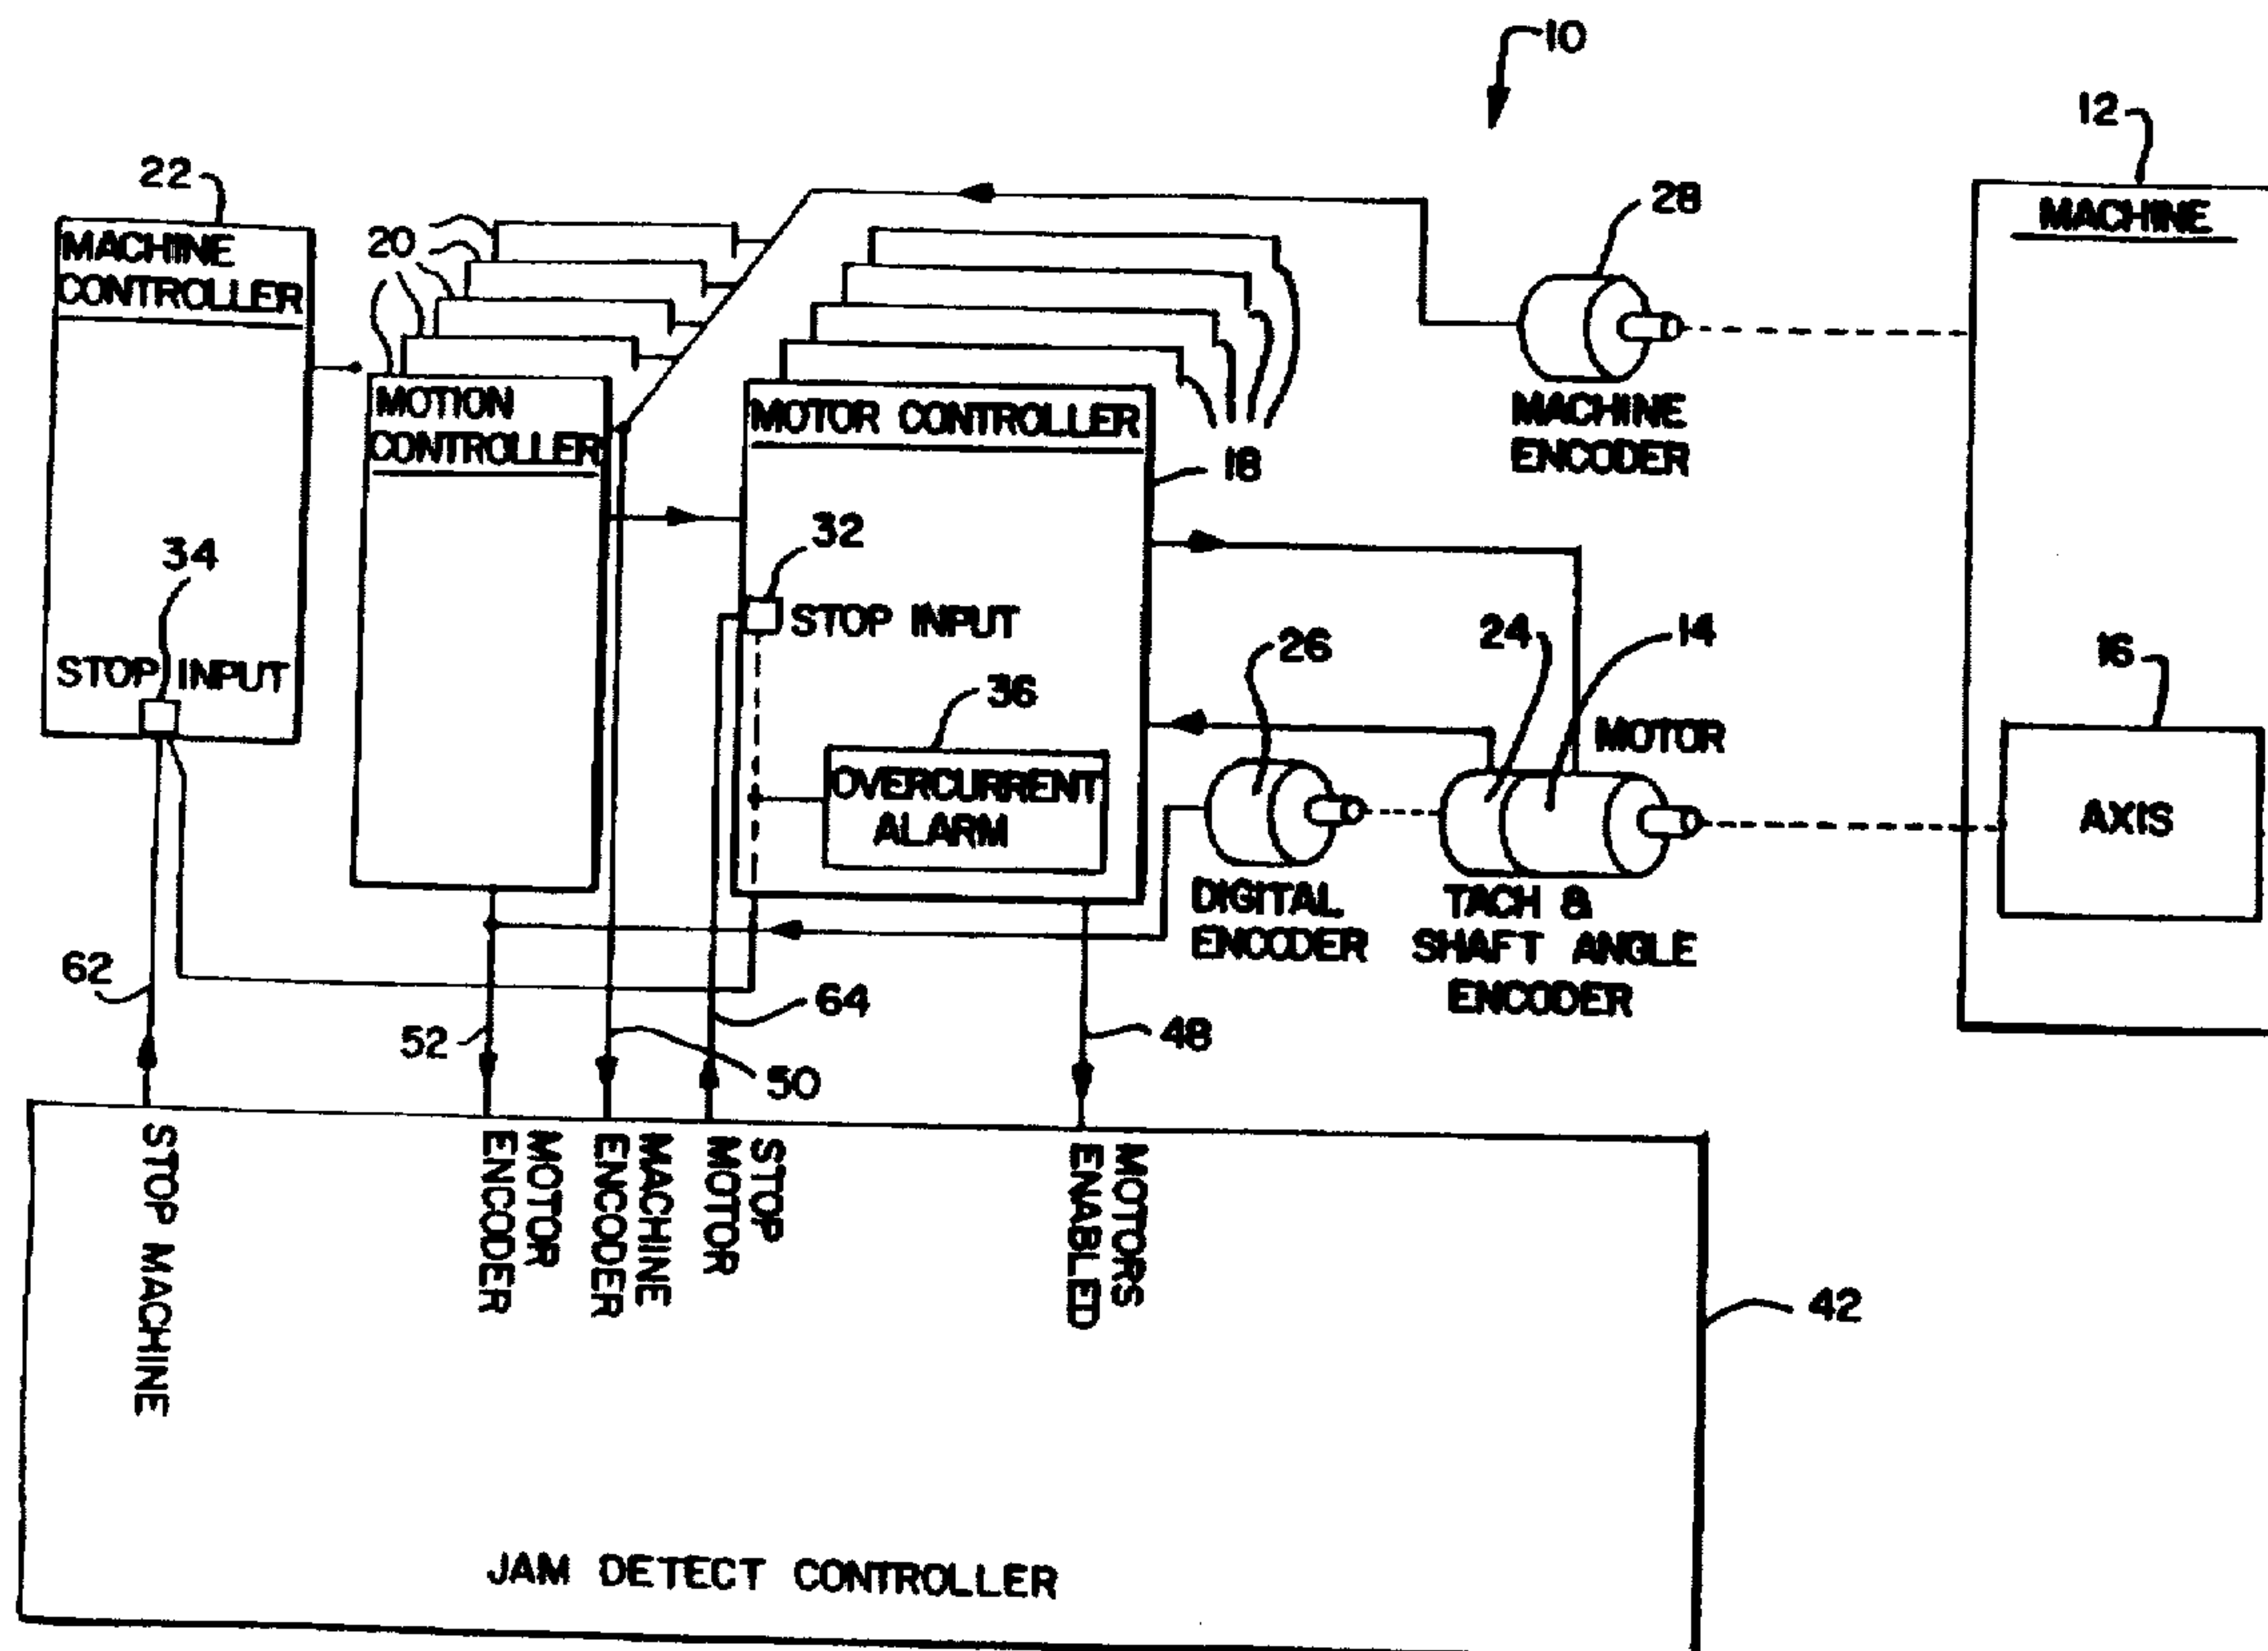 10
12
22
28
MACHINE
20
MACHINE
CONTROLLER
MOTION
CONTROLLER
MOTOR CONTROLLER
MACHINE
ENCODER
18
18
32
34
STOP INPUT
STOP INPUT
26
24
14
16
36
MOTOR
OVERCURRENT
ALARM
AXIS
DIGITAL
ENCODER
TACH &
SHAFT ANGLE
ENCODER
62
52
64
50
48
STOP MACHINE
MOTOR
ENCODER
MACHINE
ENCODER
STOP
MOTOR
MOTORS
ENABLED
42
JAM DETECT CONTROLLER